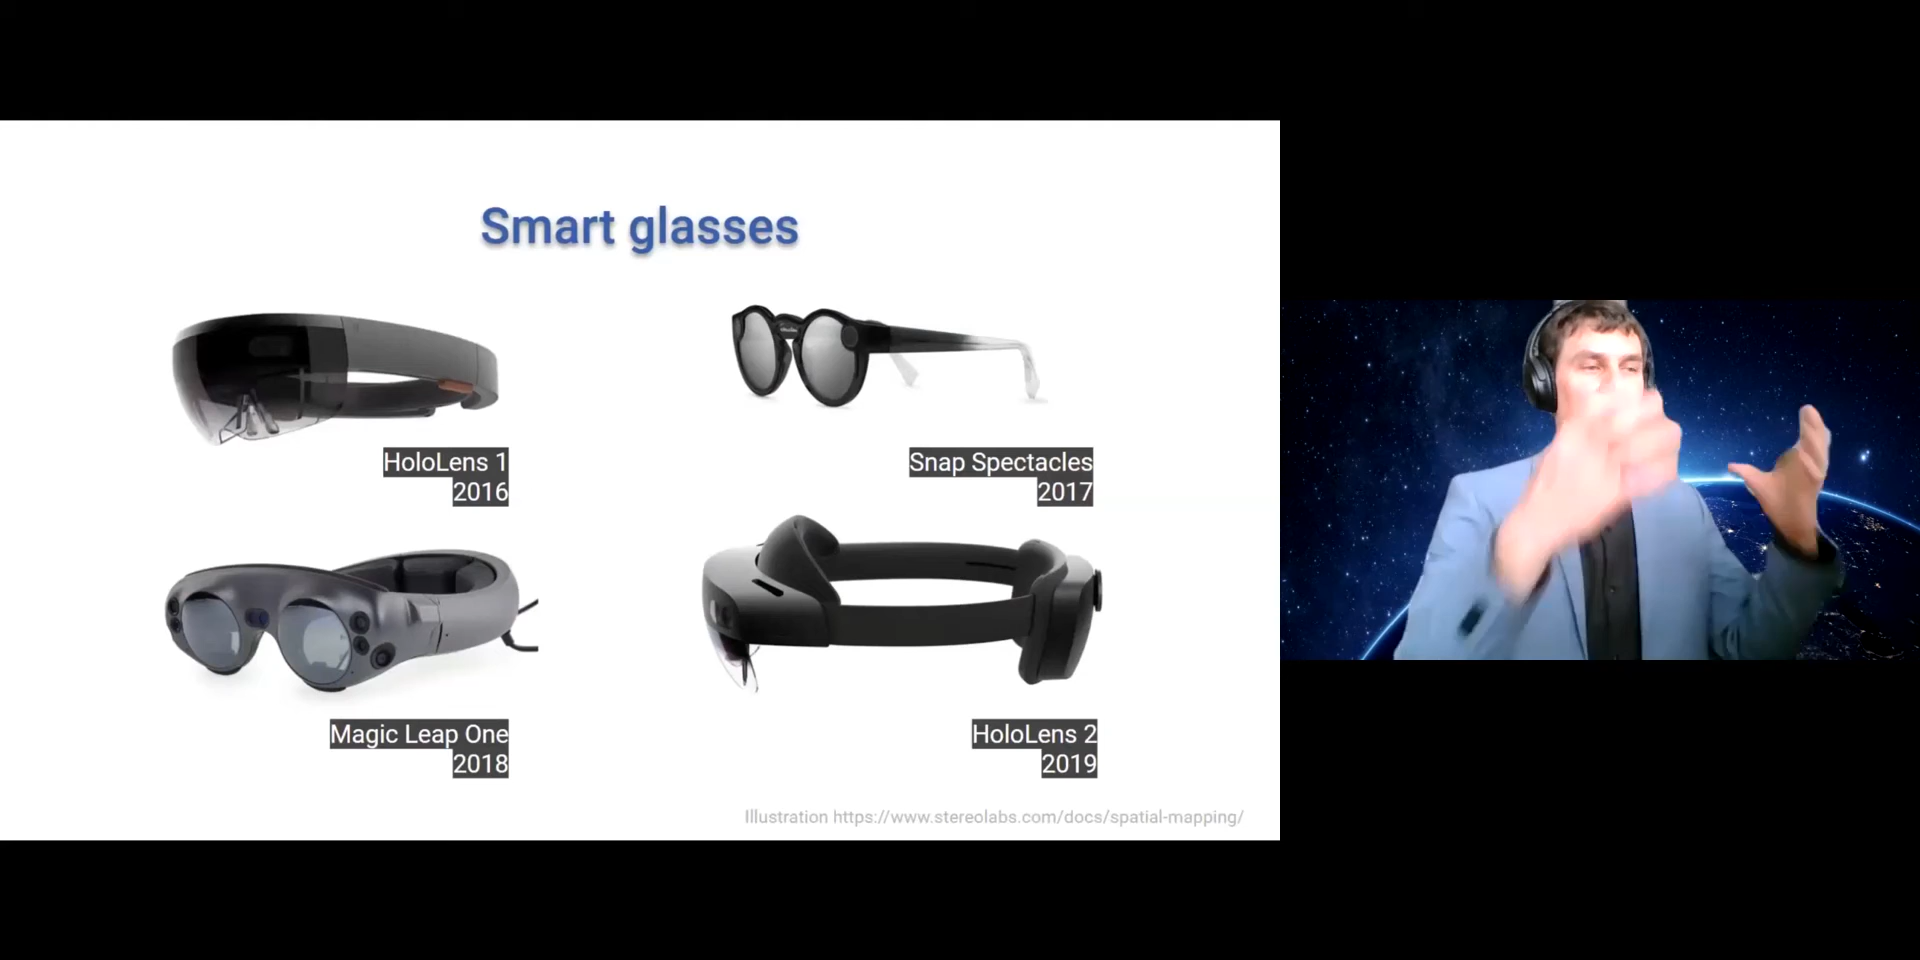 Smart glasses
HoloLens 1
2016
Snap Spectacles
2017
Magic Leap One
2018
HoloLens 2
2019
Illustration https://www.stereolabs.com/docs/spatial-mapping/